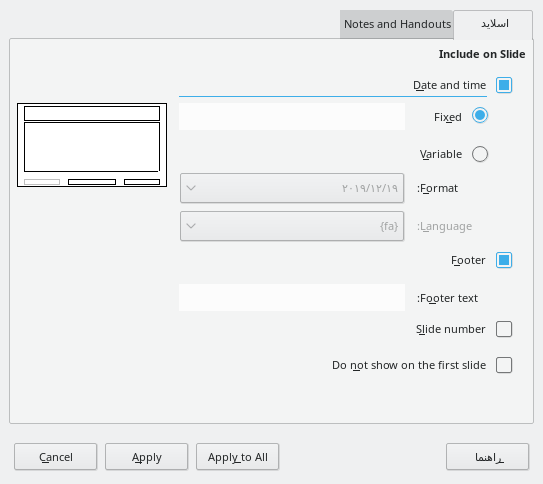 اسلاید
Notes and Handouts
Include on Slide
Date and time
Fixed
Variable
Format:
۲۰۱۹/۱۲/۱۹
Language:
{fa}
Footer
Footer text:
Slide number
Do not show on the first slide
راهنما
Apply to All
Apply
Cancel